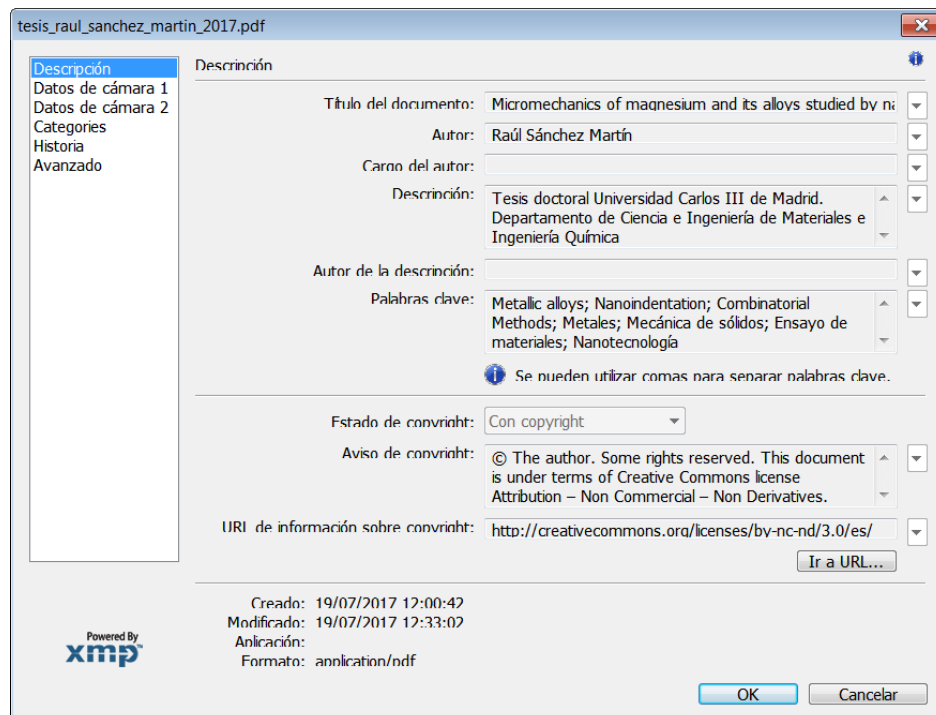 tesis_raul_sanchez_martin_2017.pdf
Descripción
Datos de cámara 1
Datos de cámara 2
Categories
Historia
Avanzado
Descripción
Título del documento: Micromechanics of magnesium and its alloys studied by na
Autor: Raúl Sánchez Martín
Cargo del autor:
Descripción: Tesis doctoral Universidad Carlos III de Madrid.
Departamento de Ciencia e Ingeniería de Materiales e
Ingeniería Química
Autor de la descripción:
Palabras clave: Metallic alloys; Nanoindentation; Combinatorial
Methods; Metales; Mecánica de sólidos; Ensayo de
materiales; Nanotecnología
Se pueden utilizar comas para separar palabras clave.
Estado de copyright: Con copyright
Aviso de copyright: © The author. Some rights reserved. This document
is under terms of Creative Commons license
Attribution – Non Commercial – Non Derivatives.
URL de información sobre copyright: http://creativecommons.org/licenses/by-nc-nd/3.0/es/
Ir a URL...
Creado: 19/07/2017 12:00:42
Modificado: 19/07/2017 12:33:02
Aplicación:
Formato: application/pdf
Powered By
xmp™
OK Cancelar